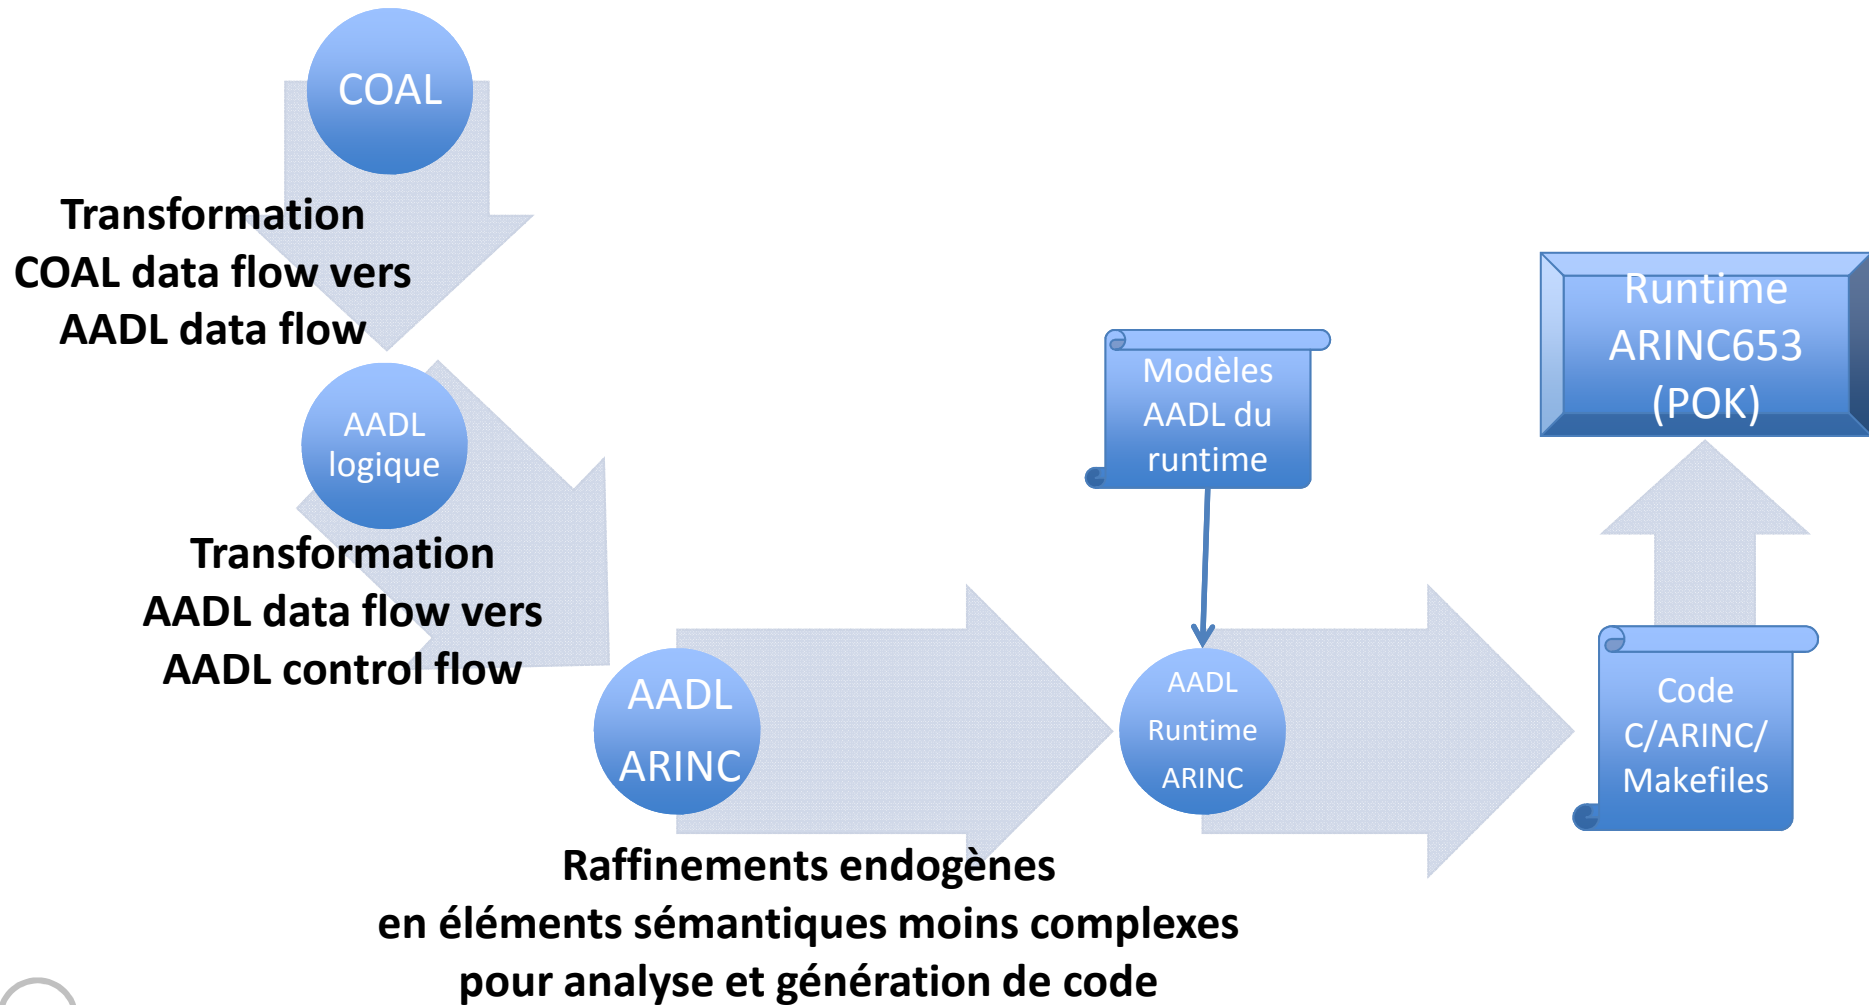 COAL
Transformation
COAL data flow vers
AADL data flow
AADL
logique
Transformation
AADL data flow vers
AADL control flow
AADL
ARINC
Raffinements endogènes
en éléments sémantiques moins complexes
pour analyse et génération de code
Modèles
AADL du
runtime
AADL
Runtime
ARINC
Runtime
ARINC653
(POK)
Code
C/ARINC/
Makefiles